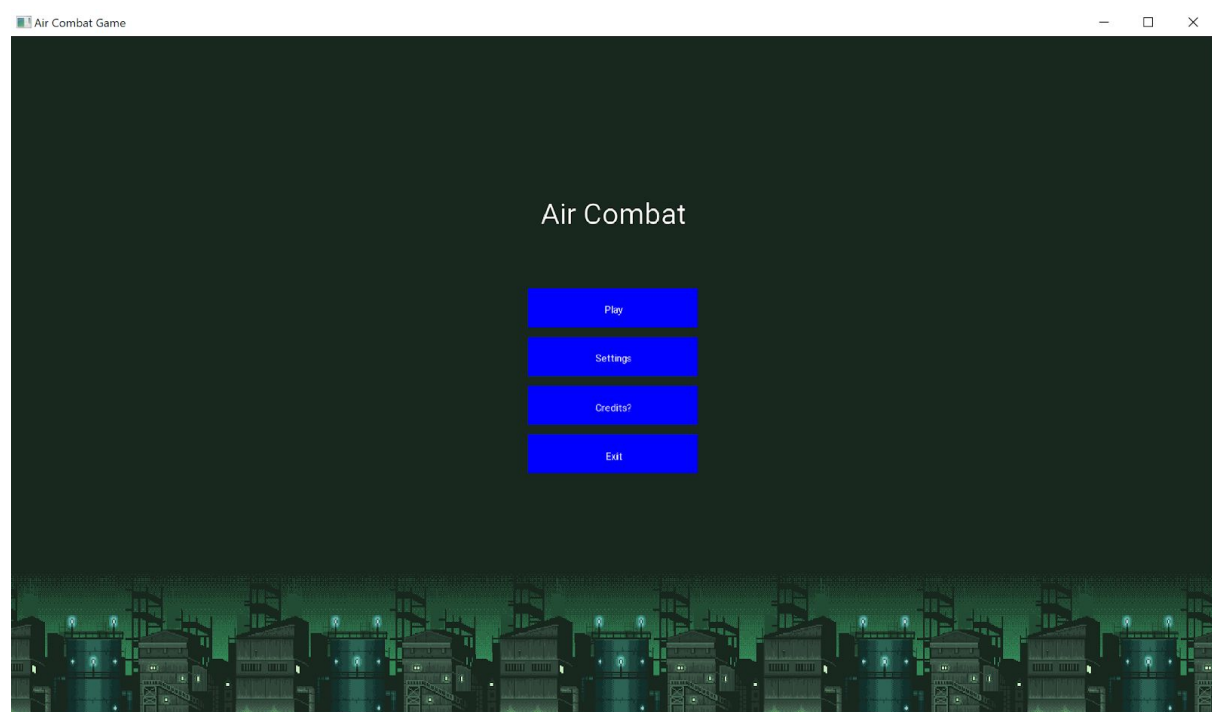 Air Combat Game
Air Combat
Play
Settings
Credits?
Exit